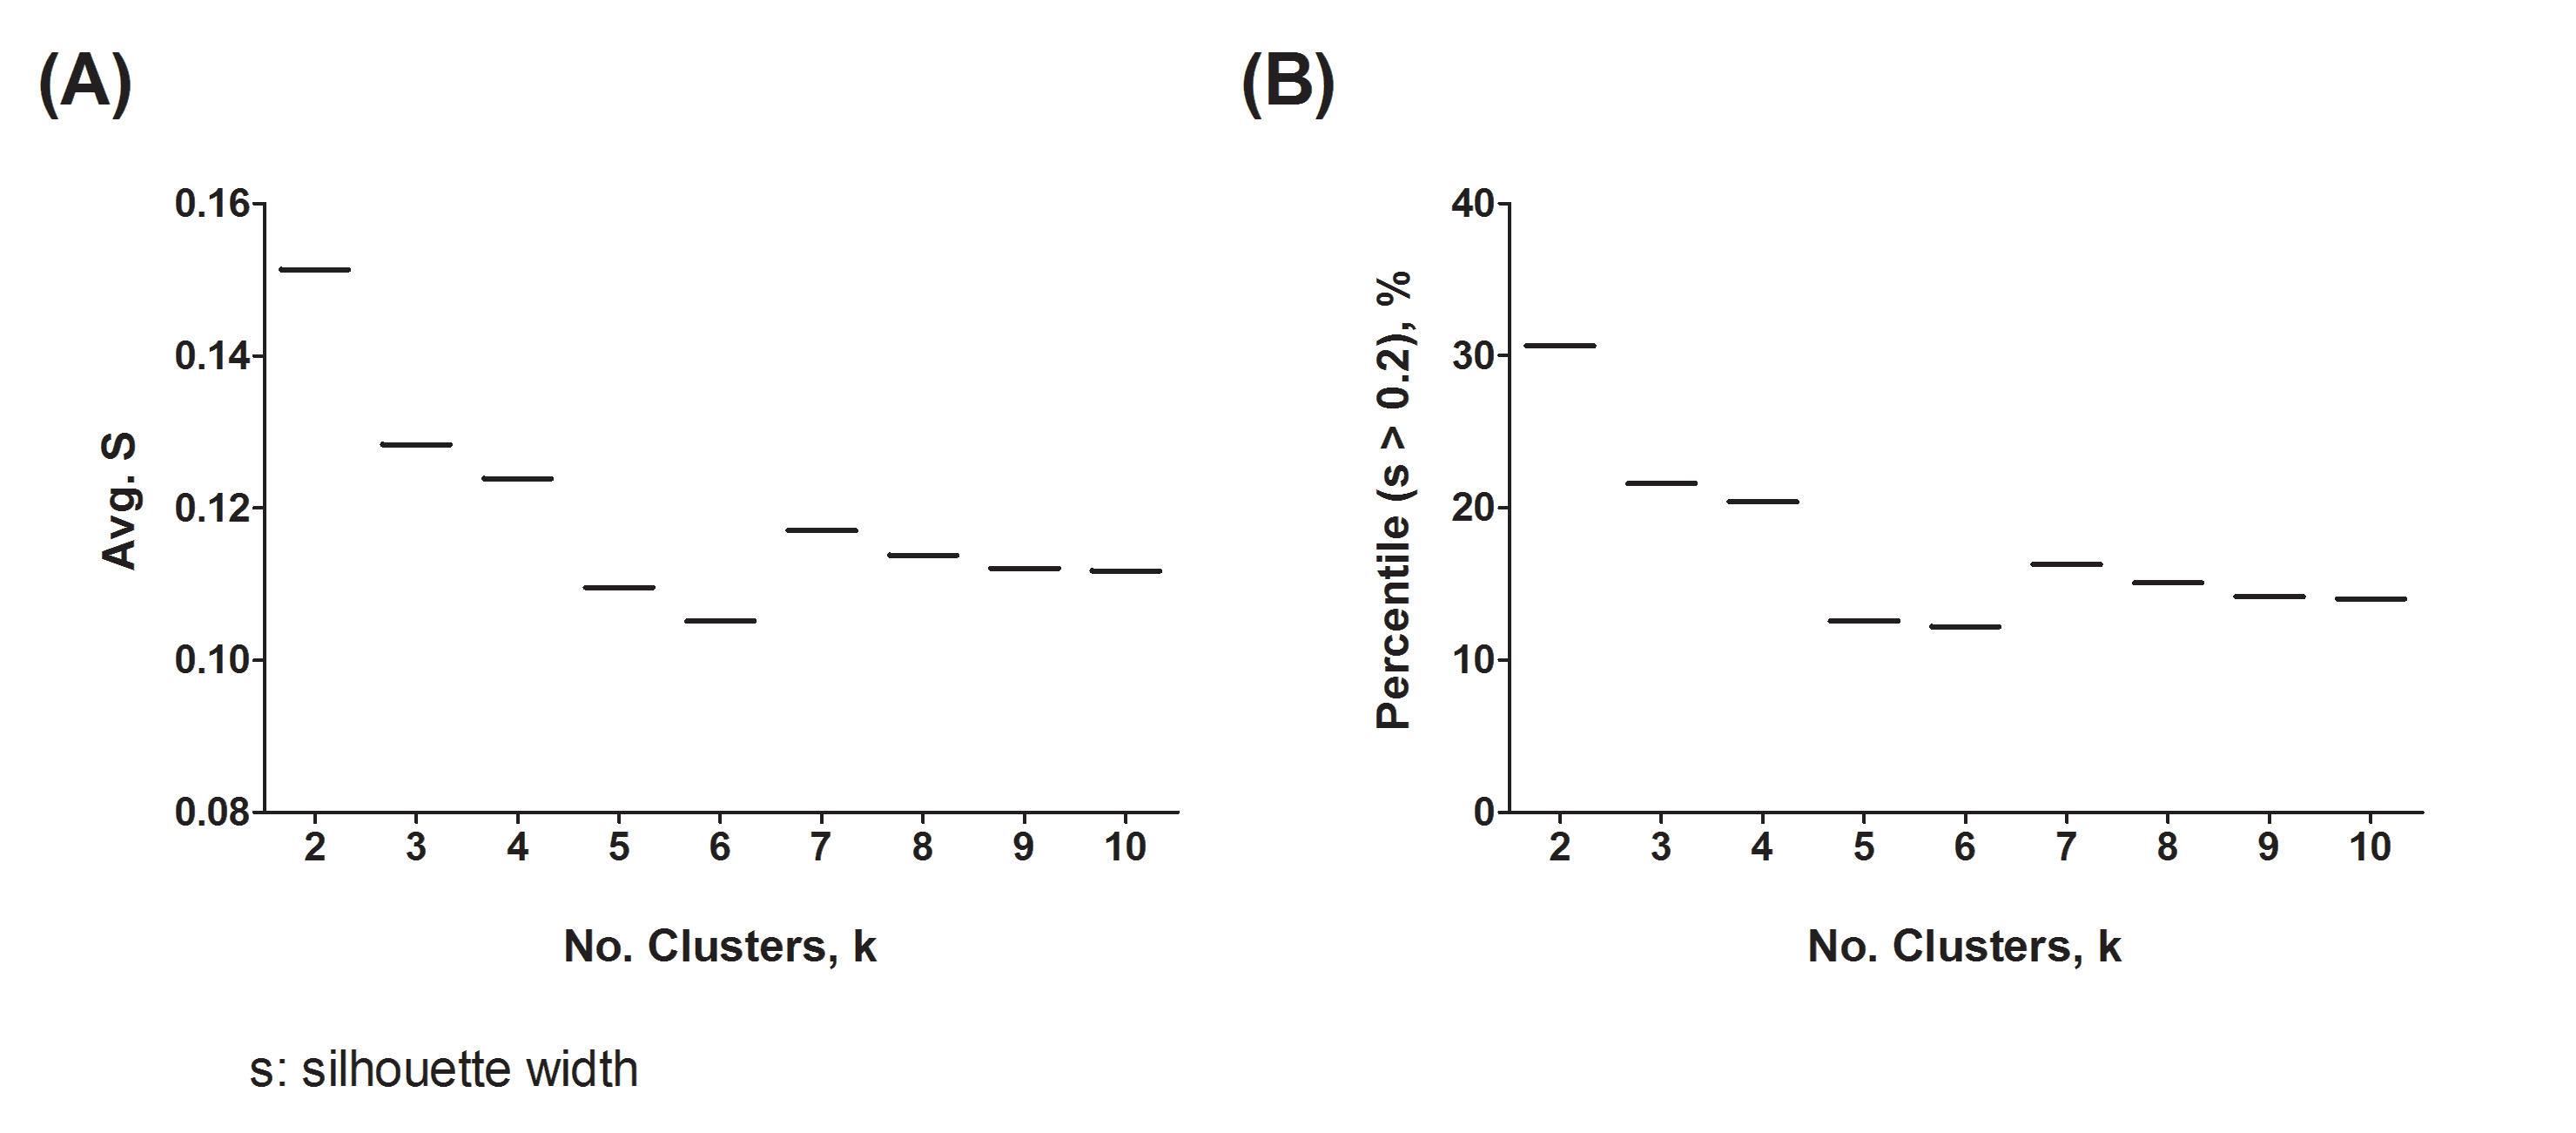 (A)
0.16
0.14
0.12
0.10
0.08
Avg. S
2 3 4 5 6 7 8 9 10
No. Clusters, k
(B)
40
30
20
10
0
Percentile (s > 0.2), %
2 3 4 5 6 7 8 9 10
No. Clusters, k
s: silhouette width